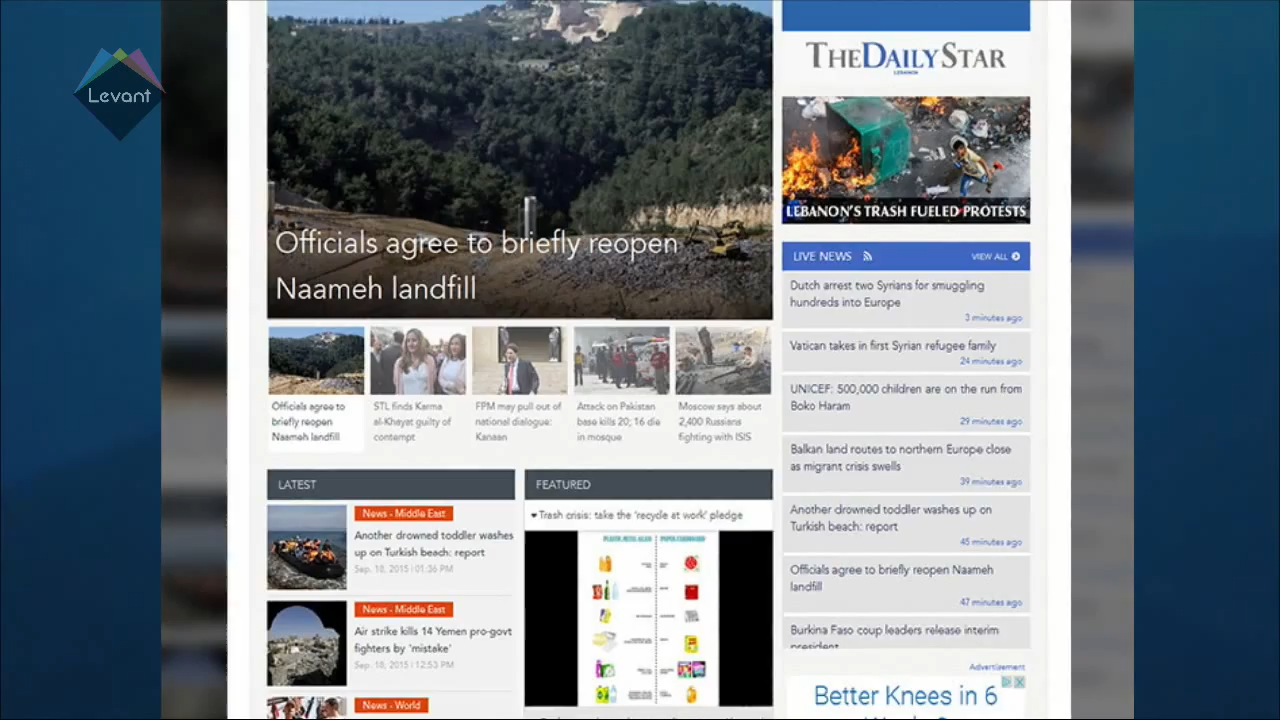 Levant
Officials agree to briefly reopen
Naameh landfill
Officials agree to
briefly reopen
Naameh landfill
STL finds Karma
al-Khayat guilty of
contempt
FPM may pull out of
national dialogue:
Kanaan
Attack on Pakistan
base kills 20; 16 die
in mosque
Moscow says about
2,400 Russians
fighting with ISIS
LATEST
News - Middle East
Another drowned toddler washes
up on Turkish beach: report
Sep. 18, 2015 | 01:36 PM
News - Middle East
Air strike kills 14 Yemen pro-govt
fighters by 'mistake'
Sep. 18, 2015 | 12:53 PM
News - World
FEATURED
Trash crisis: take the 'recycle at work' pledge
THE DAILY STAR
LEBANON
LEBANON'S TRASH FUELED PROTESTS
LIVE NEWS
VIEW ALL
Dutch arrest two Syrians for smuggling
hundreds into Europe
3 minutes ago
Vatican takes in first Syrian refugee family
24 minutes ago
UNICEF: 500,000 children are on the run from
Boko Haram
29 minutes ago
Balkan land routes to northern Europe close
as migrant crisis swells
39 minutes ago
Another drowned toddler washes up on
Turkish beach: report
45 minutes ago
Officials agree to briefly reopen Naameh
landfill
47 minutes ago
Burkina Faso coup leaders release interim
president
Advertizement
Better Knees in 6